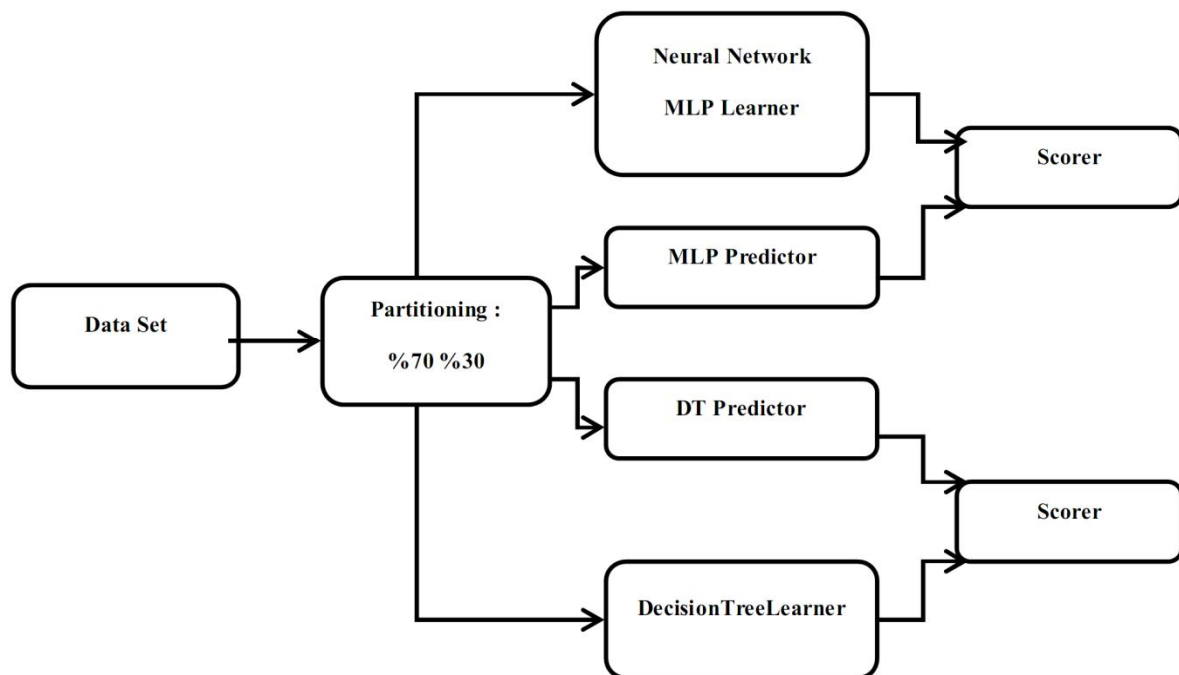 Neural Network
MLP Learner
Scorer
MLP Predictor
Data Set
Partitioning :
%70 %30
DT Predictor
Scorer
DecisionTreeLearner